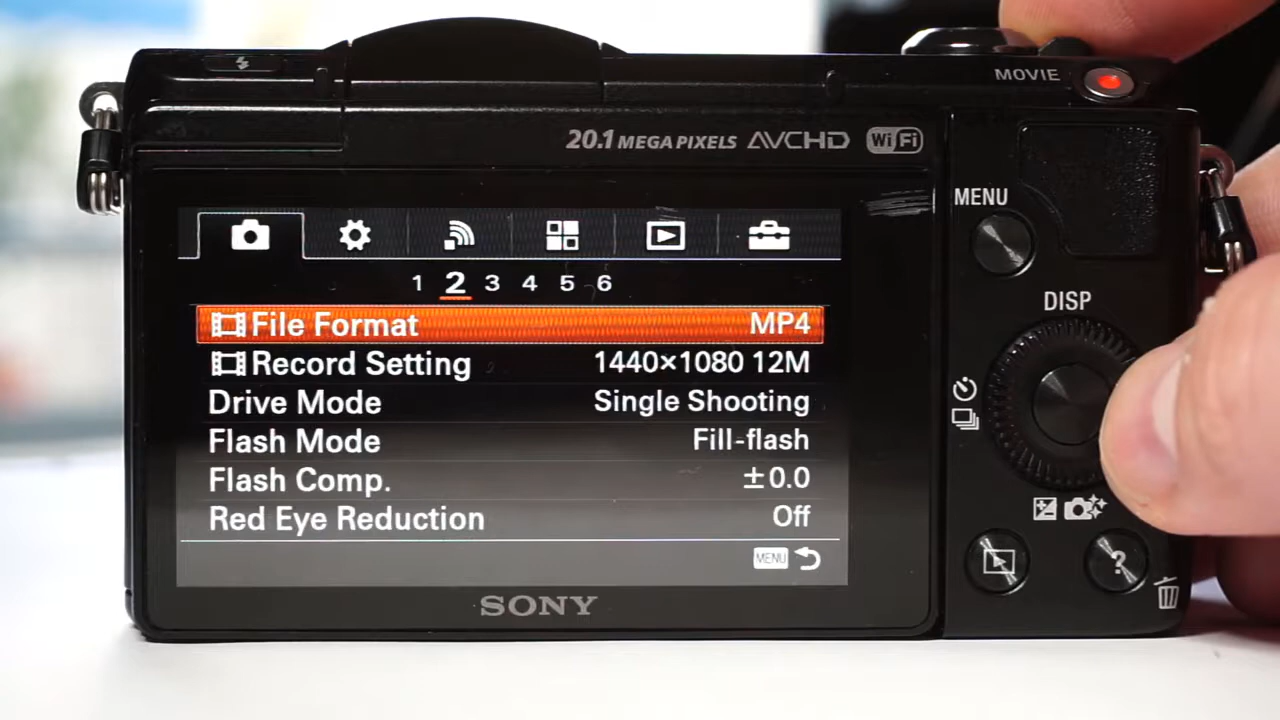 MOVIE
20.1 MEGA PIXELS AVCHD Wi Fi
MENU
DISP
1 2 3 4 5 6
File Format MP4
Record Setting 1440×1080 12M
Drive Mode Single Shooting
Flash Mode Fill-flash
Flash Comp. ±0.0
Red Eye Reduction Off
MENU
?
SONY